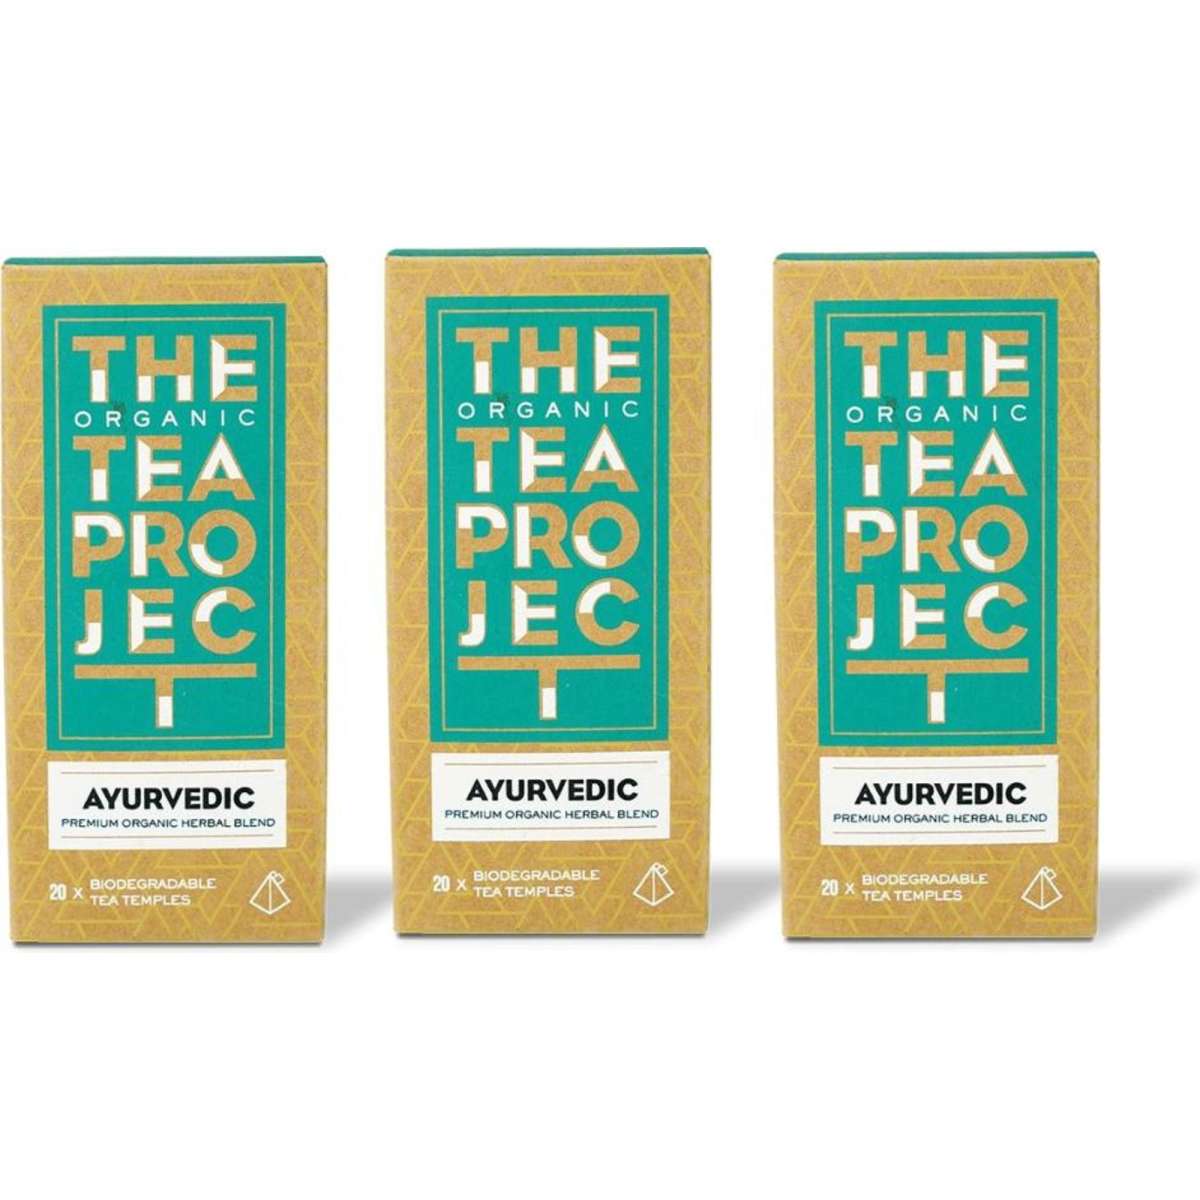 THE
ORGANIC
TEA
PRO
JEC
T
AYURVEDIC
PREMIUM ORGANIC HERBAL BLEND
20 x BIODEGRADABLE
TEA TEMPLES
THE
ORGANIC
TEA
PRO
JEC
T
AYURVEDIC
PREMIUM ORGANIC HERBAL BLEND
20 x BIODEGRADABLE
TEA TEMPLES
THE
ORGANIC
TEA
PRO
JEC
T
AYURVEDIC
PREMIUM ORGANIC HERBAL BLEND
20 x BIODEGRADABLE
TEA TEMPLES